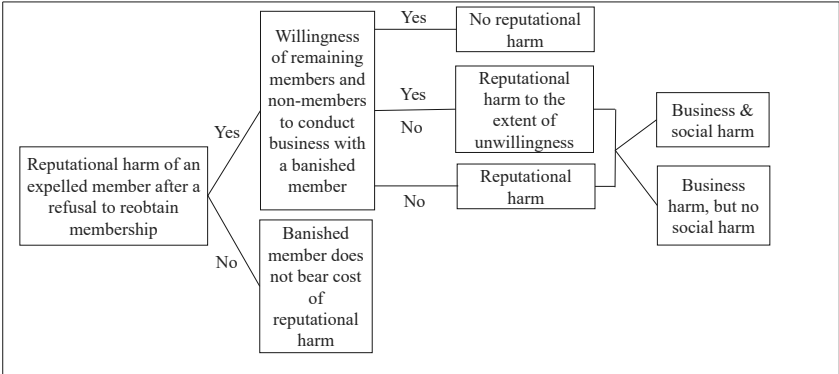 Reputational harm of an
expelled member after a
refusal to reobtain
membership
Yes
No
Willingness
of remaining
members and
non-members
to conduct
business with
a banished
member
Banished
member does
not bear cost
of
reputational
harm
Yes
Yes
No
No
No reputational
harm
Reputational
harm to the
extent of
unwillingness
Reputational
harm
Business &
social harm
Business
harm, but no
social harm